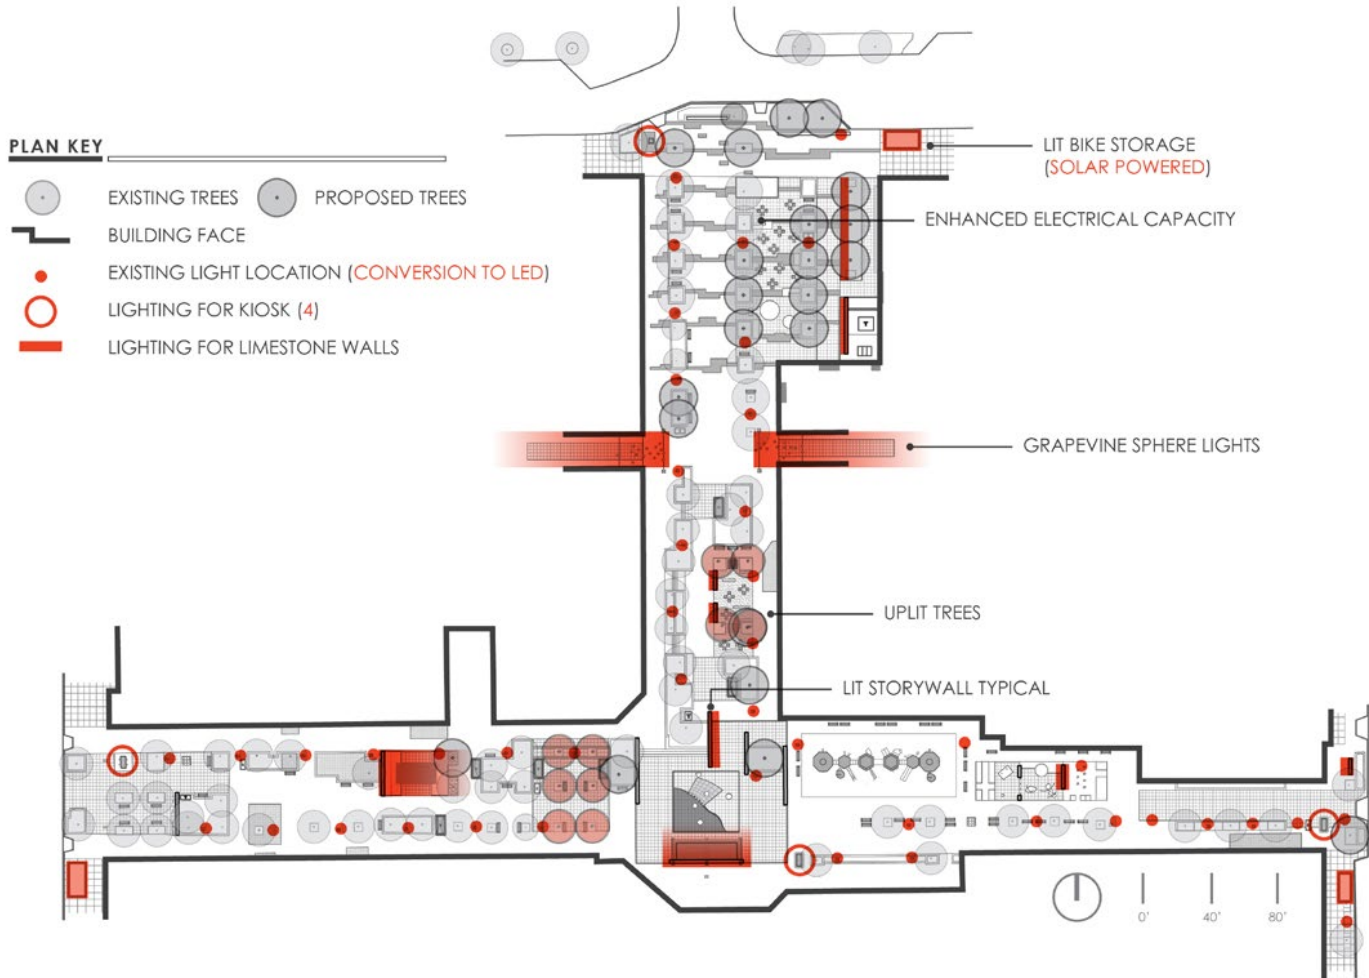 PLAN KEY
EXISTING TREES
PROPOSED TREES
BUILDING FACE
EXISTING LIGHT LOCATION (CONVERSION TO LED)
LIGHTING FOR KIOSK (4)
LIGHTING FOR LIMESTONE WALLS
LIT BIKE STORAGE
(SOLAR POWERED)
ENHANCED ELECTRICAL CAPACITY
GRAPEVINE SPHERE LIGHTS
UPLIT TREES
LIT STORYWALL TYPICAL
0' 40' 80'